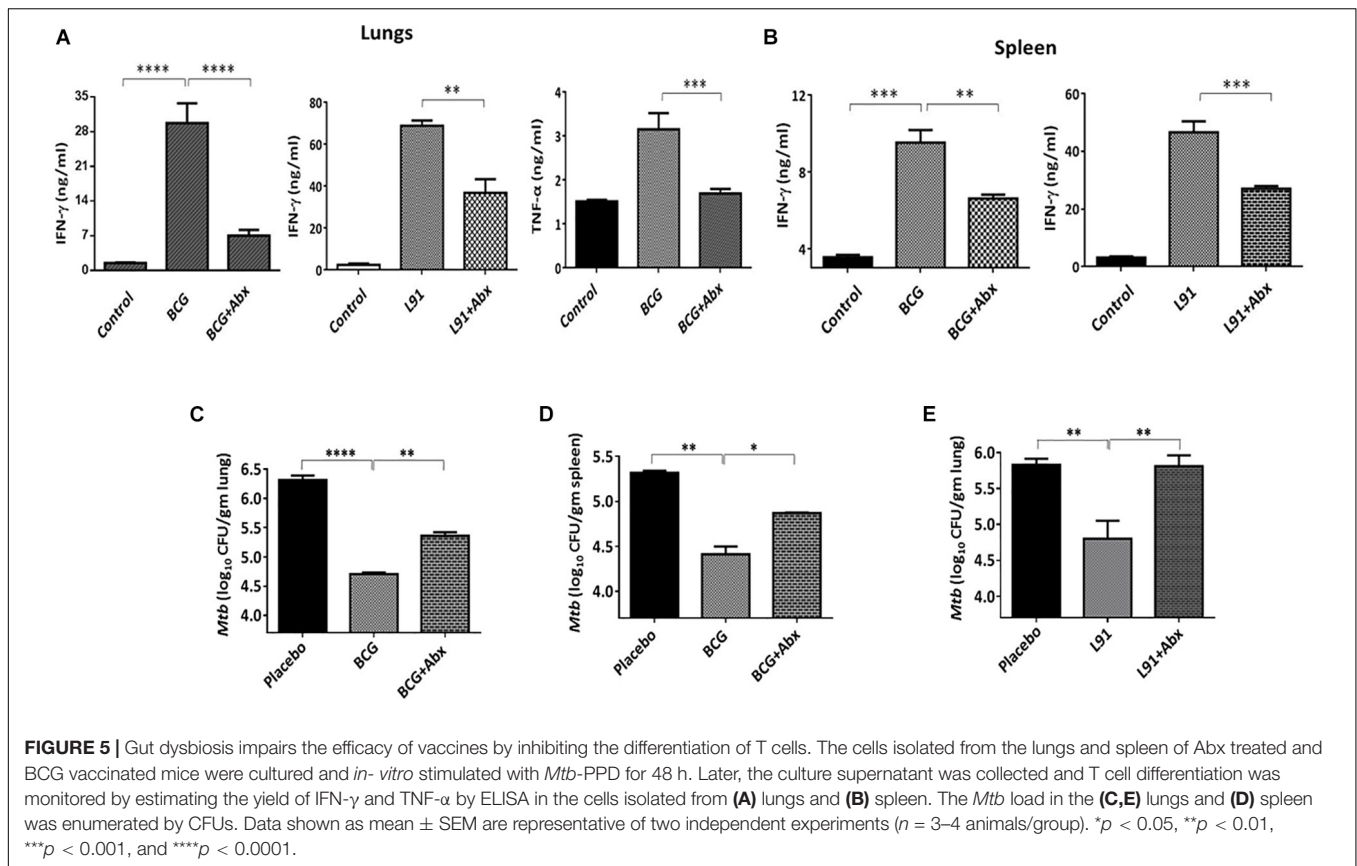 A
Lungs
B
Spleen
****
****
IFN-γ (ng/ml)
35
28
21
14
7
0
Control
BCG
BCG+Abx
**
IFN-γ (ng/ml)
80
60
40
20
0
Control
L91
L91+Abx
***
TNF-α (ng/ml)
4
3
2
1
0
Control
BCG
BCG+Abx
***
**
IFN-γ (ng/ml)
12
9
6
4
Control
BCG
BCG+Abx
***
IFN-γ (ng/ml)
60
40
20
0
Control
L91
L91+Abx
C
****
**
Mtb (log10 CFU/gm lung)
6.5
6.0
5.5
5.0
4.5
4.0
Placebo
BCG
BCG+Abx
D
**
*
Mtb (log10 CFU/gm spleen)
5.5
5.0
4.5
4.0
Placebo
BCG
BCG+Abx
E
**
**
Mtb (log10 CFU/gm lung)
6.0
5.5
5.0
4.5
4.0
Placebo
L91
L91+Abx
FIGURE 5 | Gut dysbiosis impairs the efficacy of vaccines by inhibiting the differentiation of T cells. The cells isolated from the lungs and spleen of Abx treated and
BCG vaccinated mice were cultured and in- vitro stimulated with Mtb-PPD for 48 h. Later, the culture supernatant was collected and T cell differentiation was
monitored by estimating the yield of IFN-γ and TNF-α by ELISA in the cells isolated from (A) lungs and (B) spleen. The Mtb load in the (C,E) lungs and (D) spleen
was enumerated by CFUs. Data shown as mean ± SEM are representative of two independent experiments (n = 3–4 animals/group). *p < 0.05, **p < 0.01,
***p < 0.001, and ****p < 0.0001.